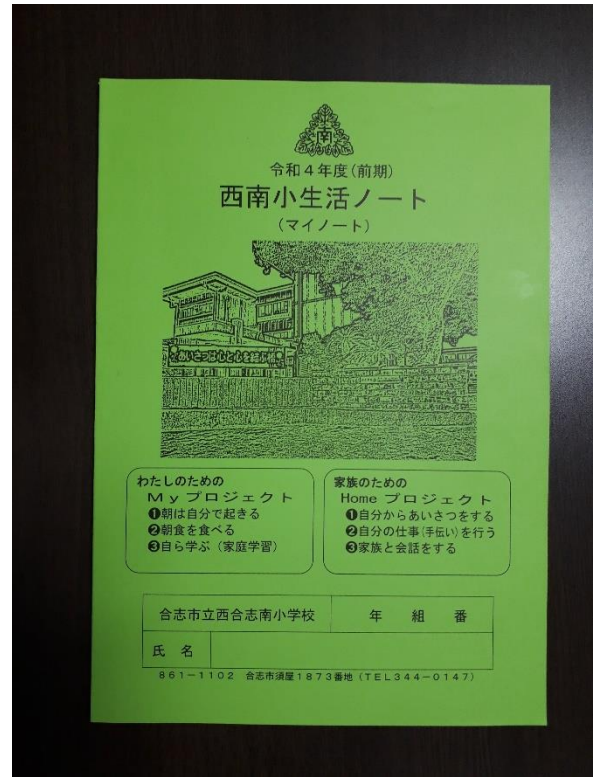 南
令和4年度(前期)
西南小生活ノート
(マイノート)
あいさつは心と心を結ぶ橋
わたしのための
Myプロジェクト
❶朝は自分で起きる
❷朝食を食べる
❸自ら学ぶ(家庭学習)
家族のための
Homeプロジェクト
❶自分からあいさつをする
❷自分の仕事(手伝い)を行う
❸家族と会話をする
合志市立西合志南小学校 年 組 番
氏 名
861-1102 合志市須屋1873番地(TEL344-0147)